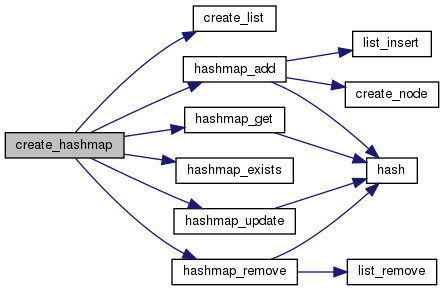 create_list
list_insert
hashmap_add
create_node
hashmap_get
create_hashmap
hashmap_exists
hash
hashmap_update
hashmap_remove
list_remove